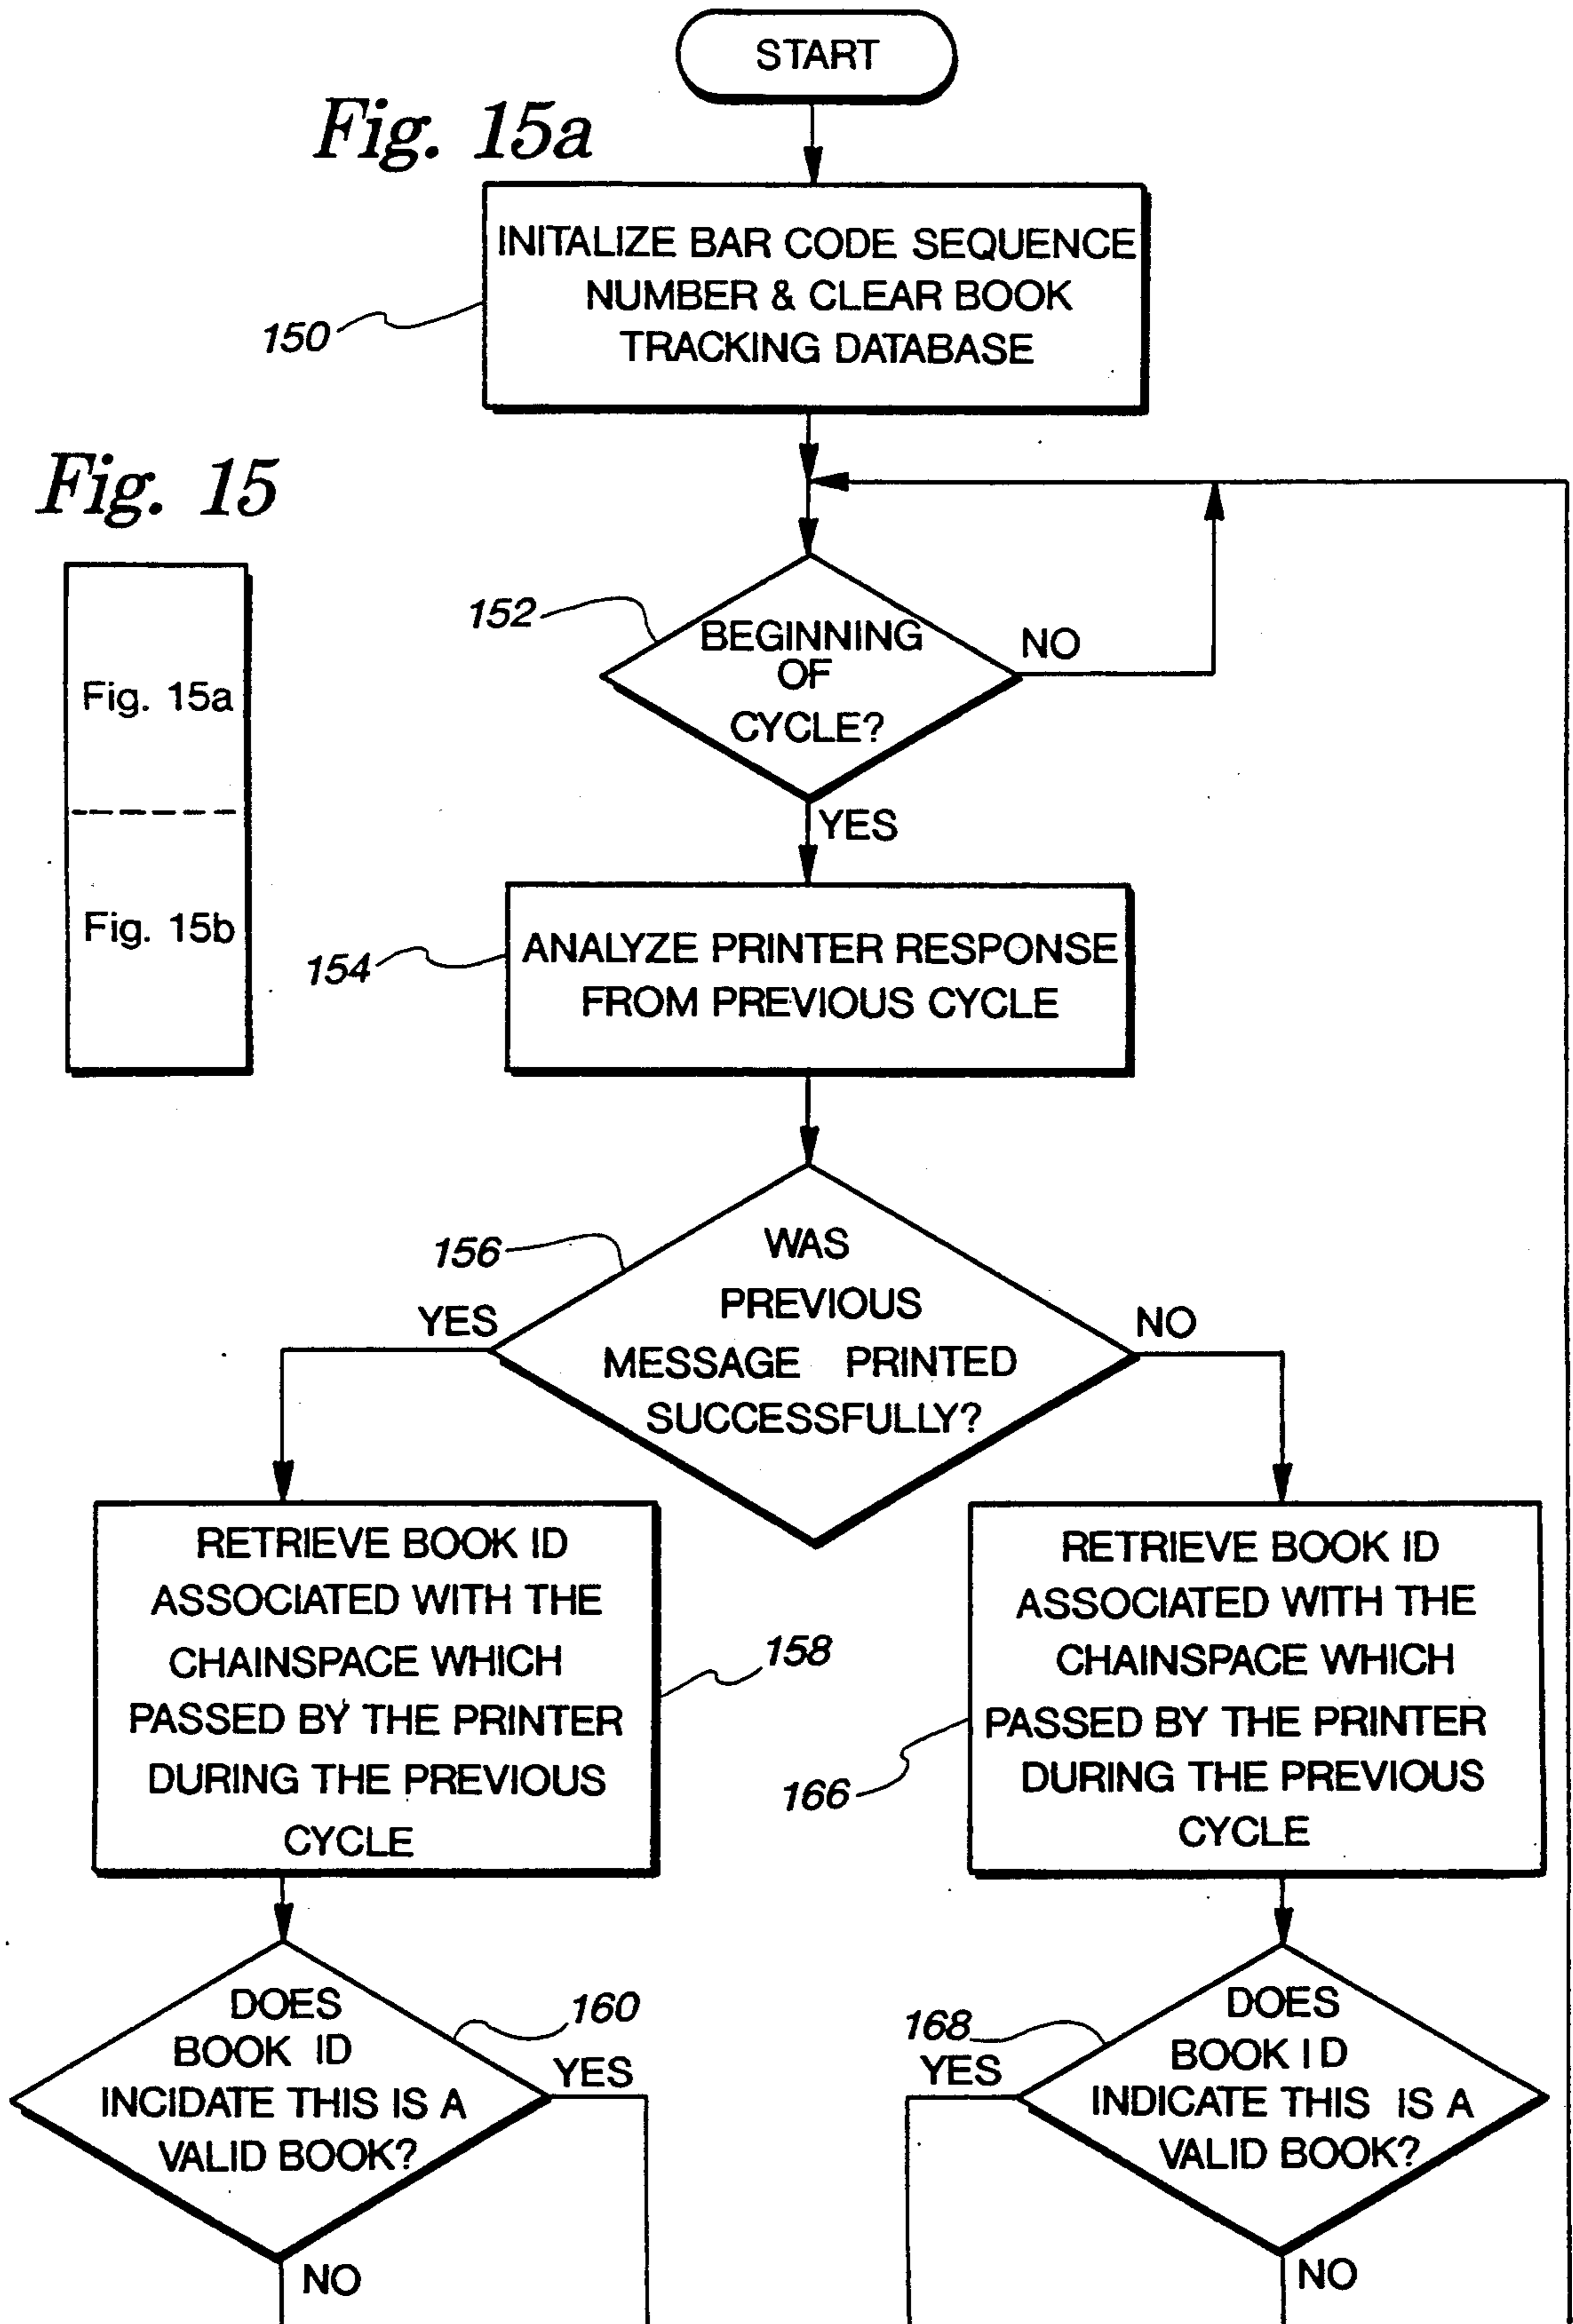 START
Fig. 15a
INITALIZE BAR CODE SEQUENCE
NUMBER & CLEAR BOOK
TRACKING DATABASE
150
Fig. 15
Fig. 15a
Fig. 15b
152
BEGINNING
OF
CYCLE?
NO
YES
154
ANALYZE PRINTER RESPONSE
FROM PREVIOUS CYCLE
156
WAS
PREVIOUS
MESSAGE PRINTED
SUCCESSFULLY?
YES
NO
RETRIEVE BOOK ID
ASSOCIATED WITH THE
CHAINSPACE WHICH
PASSED BY THE PRINTER
DURING THE PREVIOUS
CYCLE
158
RETRIEVE BOOK ID
ASSOCIATED WITH THE
CHAINSPACE WHICH
PASSED BY THE PRINTER
DURING THE PREVIOUS
CYCLE
166
DOES
BOOK ID
INCIDATE THIS IS A
VALID BOOK?
160
YES
NO
168
YES
DOES
BOOK ID
INDICATE THIS IS A
VALID BOOK?
NO